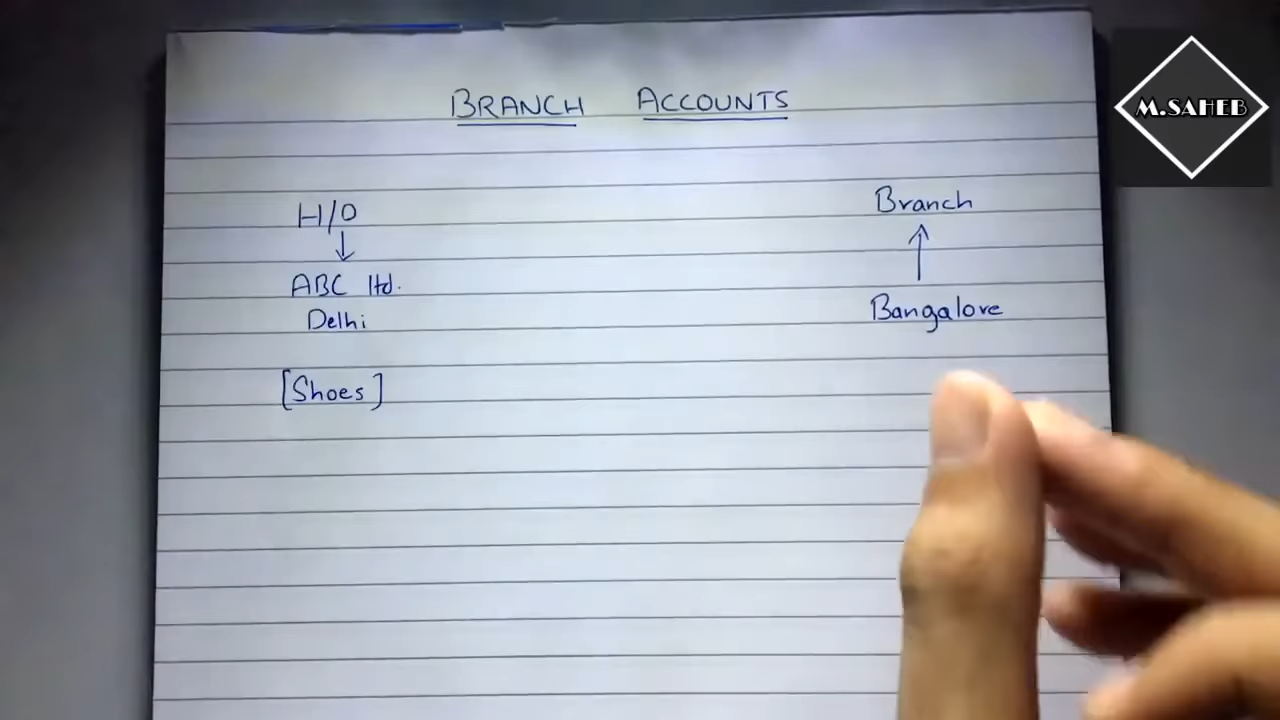 BRANCH ACCOUNTS
M.SAHEB
H/O
Branch
ABC ltd.
Delhi
Bangalore
[Shoes]